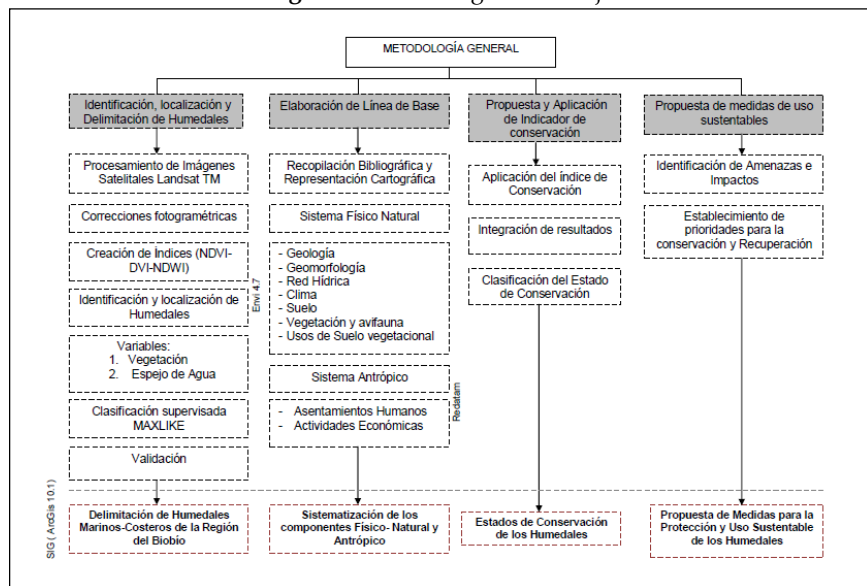 METODOLOGÍA GENERAL
Identificación, localización y
Delimitación de Humedales
Procesamiento de Imágenes
Satelitales Landsat TM
Correcciones fotogramétricas
Creación de Índices (NDVI-
DVI-NDWI)
Identificación y localización de
Humedales
Variables:
1. Vegetación
2. Espejo de Agua
Clasificación supervisada
MAXLIKE
Validación
Envi 4.7
Delimitación de Humedales
Marinos-Costeros de la Región
del Biobío
Elaboración de Línea de Base
Recopilación Bibliográfica y
Representación Cartográfica
Sistema Físico Natural
- Geología
- Geomorfología
- Red Hídrica
- Clima
- Suelo
- Vegetación y avifauna
- Usos de Suelo vegetacional
Sistema Antrópico
- Asentamientos Humanos
- Actividades Económicas
Redatam
Sistematización de los
componentes Físico- Natural y
Antrópico
Propuesta y Aplicación
de Indicador de
conservación
Aplicación del índice de
Conservación
Integración de resultados
Clasificación del Estado
de Conservación
Estados de Conservación
de los Humedales
Propuesta de medidas de uso
sustentables
Identificación de Amenazas e
Impactos
Establecimiento de
prioridades para la
conservación y Recuperación
Propuesta de Medidas para la
Protección y Uso Sustentable
de los Humedales
SIG ( ArcGis 10.1)